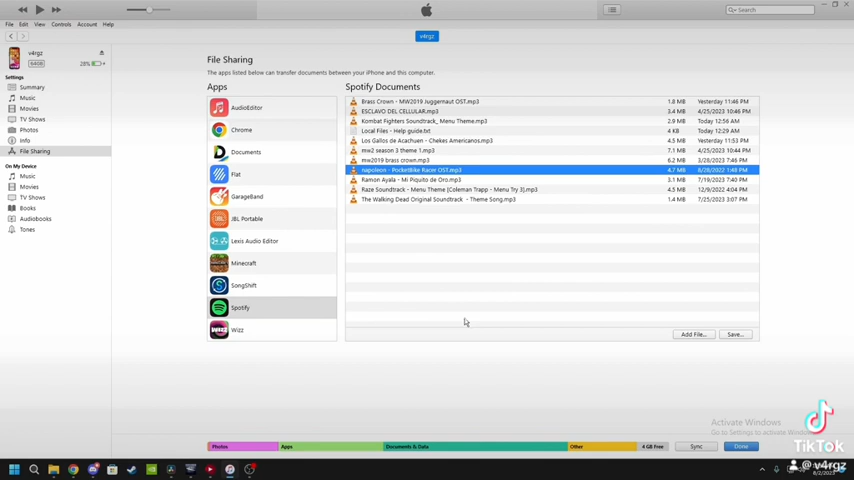 Search
File Edit View Controls Account Help
v4rgz
v4rgz
64GB 28%
Settings
Summary
Music
Movies
TV Shows
Photos
Info
File Sharing
On My Device
Music
Movies
TV Shows
Books
Audiobooks
Tones
File Sharing
The apps listed below can transfer documents between your iPhone and this computer.
Apps
AudioEditor
Chrome
Documents
Flat
GarageBand
JBL Portable
Lexis Audio Editor
Minecraft
SongShift
Spotify
Wizz
Spotify Documents
Brass Crown - MW2019 Juggernaut OST.mp3 1.8 MB Yesterday 11:46 PM
ESCLAVO DEL CELLULAR.mp3 3.4 MB 4/25/2023 10:46 PM
Kombat Fighters Soundtrack_ Menu Theme.mp3 2.9 MB Today 12:56 AM
Local Files - Help guide.txt 4 KB Today 12:29 AM
Los Gallos de Acachuen - Chekes Americanos.mp3 4.5 MB Yesterday 11:53 PM
mw2 season 3 theme 1.mp3 7.1 MB 4/25/2023 10:44 PM
mw2019 brass crown.mp3 6.2 MB 3/28/2023 7:46 PM
napoleon - PocketBike Racer OST.mp3 4.7 MB 8/28/2022 1:48 PM
Ramon Ayala - Mi Piquito de Oro.mp3 3.1 MB 7/19/2023 7:40 PM
Raze Soundtrack - Menu Theme [Coleman Trapp - Menu Try 3].mp3 4.5 MB 12/9/2022 4:04 PM
The Walking Dead Original Soundtrack - Theme Song.mp3 1.4 MB 7/25/2023 3:07 PM
Add File... Save...
Activate Windows
Go to Settings to activate Windows.
Photos Apps Documents & Data Other 4 GB Free Sync Done
TikTok
@v4rgz